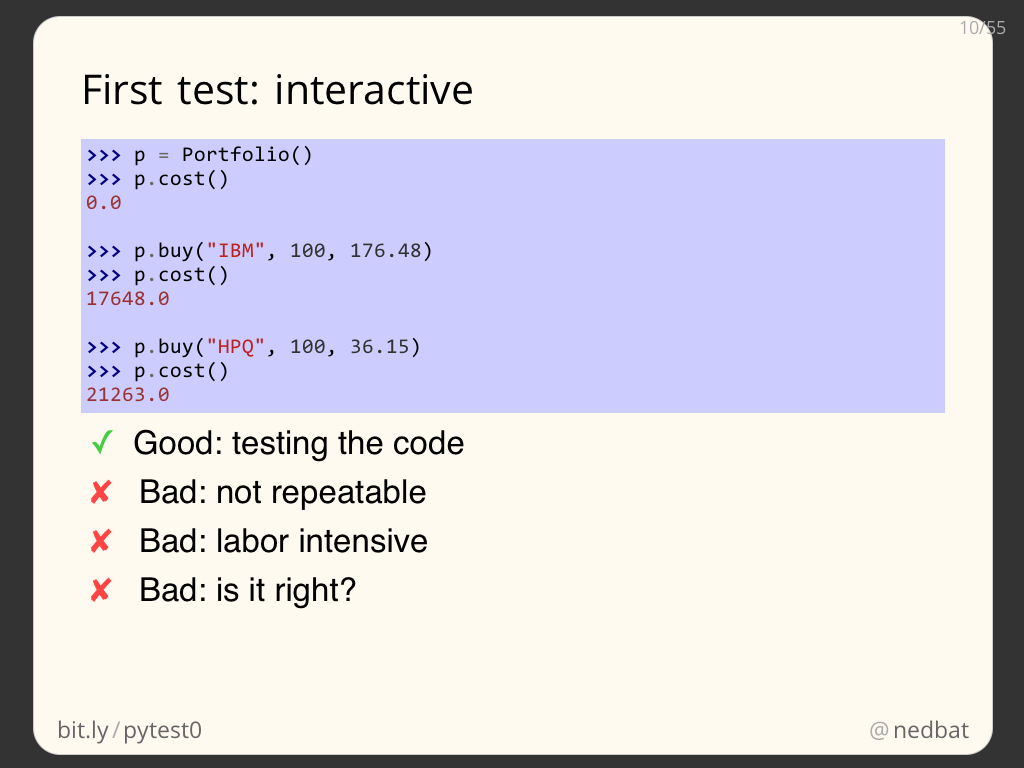 10/55
First test: interactive
>>> p = Portfolio()
>>> p.cost()
0.0
>>> p.buy("IBM", 100, 176.48)
>>> p.cost()
17648.0
>>> p.buy("HPQ", 100, 36.15)
>>> p.cost()
21263.0
✓ Good: testing the code
✘ Bad: not repeatable
✘ Bad: labor intensive
✘ Bad: is it right?
bit.ly/pytest0
@nedbat